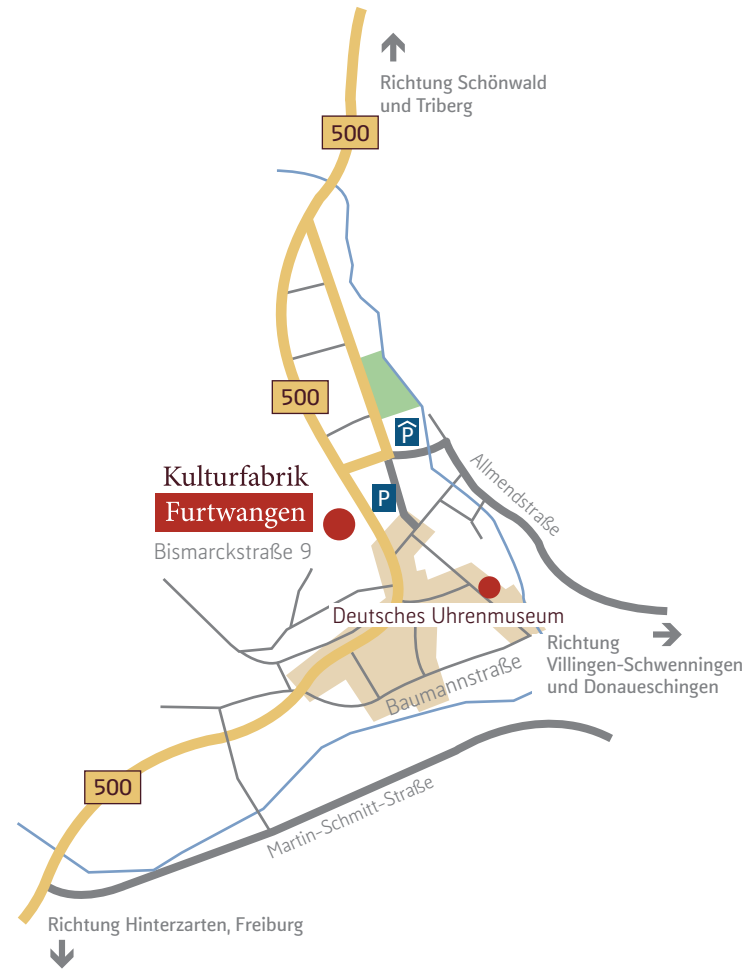 Richtung Schönwald
und Triberg
500
500
P
Kulturfabrik
Furtwangen
P
Allmendstraße
Bismarckstraße 9
Deutsches Uhrenmuseum
Richtung
Villingen-Schwenningen
und Donaueschingen
Baumannstraße
500
Martin-Schmitt-Straße
Richtung Hinterzarten, Freiburg